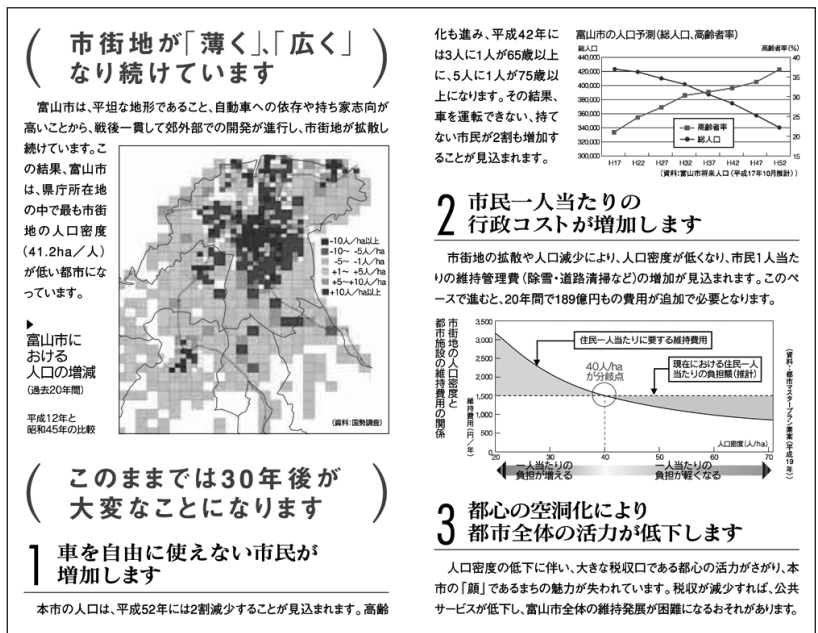 市街地が「薄く」、「広く」
なり続けています
富山市は、平坦な地形であること、自動車への依存や持ち家志向が
高いことから、戦後一貫して郊外部での開発が進行し、市街地が拡散し
続けています。こ
の結果、富山市
は、県庁所在地
の中で最も市街
地の人口密度
(41.2ha／人)
が低い都市にな
っています。
▶
富山市に
おける
人口の増減
(過去20年間)
平成12年と
昭和45年の比較
-10人／ha以上
-10～ -5人／ha
-5～ -1人／ha
+1～ +5人／ha
+5～+10人／ha
+10人／ha以上
(資料:国勢調査)
このままでは30年後が
大変なことになります
1 車を自由に使えない市民が
増加します
本市の人口は、平成52年には2割減少することが見込まれます。高齢
化も進み、平成42年に
は3人に1人が65歳以上
に、5人に1人が75歳以
上になります。その結果、
車を運転できない、持て
ない市民が2割も増加す
ることが見込まれます。
富山市の人口予測(総人口、高齢者率)
総人口 高齢者率(%)
440,000 40
420,000 35
400,000
380,000 30
360,000 25
340,000 20
320,000
300,000 15
高齢者率
総人口
H17 H22 H27 H32 H37 H42 H47 H52
(資料:富山市将来人口(平成17年10月推計))
2 市民一人当たりの
行政コストが増加します
市街地の拡散や人口減少により、人口密度が低くなり、市民1人当た
りの維持管理費(除雪・道路清掃など)の増加が見込まれます。このペ
ースで進むと、20年間で189億円もの費用が追加で必要となります。
市街地の人口密度と
都市施設の維持費用の関係
維持費用(円／年)
3,500
3,000
2,500
2,000
1,500
1,000
500
0
住民一人当たりに要する維持費用
40人/ha
が分岐点
現在における住民一人
当たりの負担額(推計)
人口密度(人/ha)
20 30 40 50 60 70
一人当たりの
負担が増える
一人当たりの
負担が軽くなる
(資料・都市マスタープラン素案(平成19年))
3 都心の空洞化により
都市全体の活力が低下します
人口密度の低下に伴い、大きな税収口である都心の活力がさがり、本
市の「顔」であるまちの魅力が失われています。税収が減少すれば、公共
サービスが低下し、富山市全体の維持発展が困難になるおそれがあります。